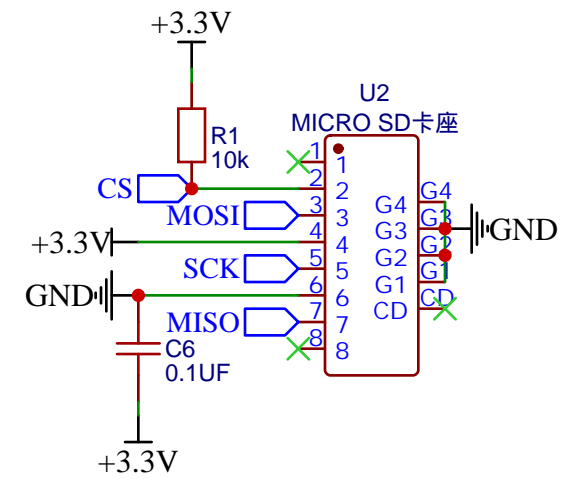 +3.3V
U2
MICRO SD卡座
R1
10k
1 1
CS 2 2
G4 G4
MOSI 3 3
G3 G3
GND
+3.3V 4 4
G2 G2
SCK 5 5
G1 G1
GND 6 6
CD CD
MISO 7 7
8 8
C6
0.1UF
+3.3V